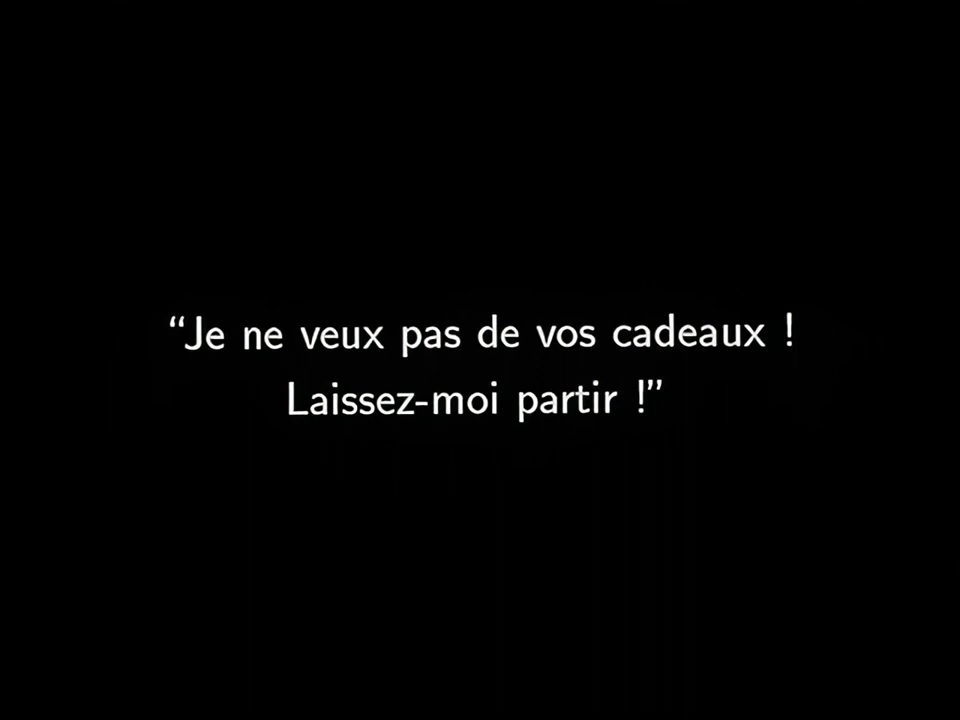 “Je ne veux pas de vos cadeaux !
Laissez-moi partir !”